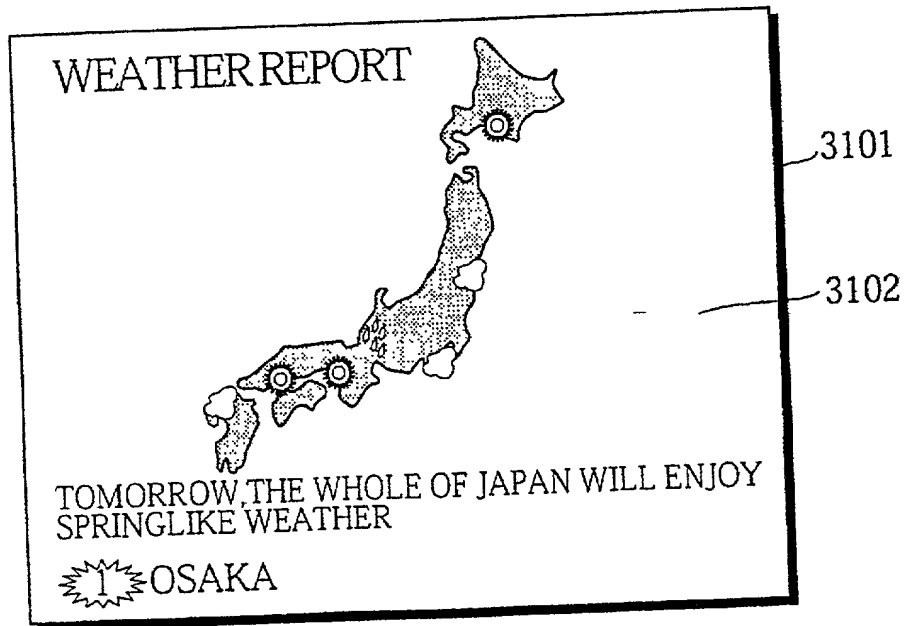 WEATHER REPORT
3101
3102
TOMORROW,THE WHOLE OF JAPAN WILL ENJOY
SPRINGLIKE WEATHER
1 OSAKA